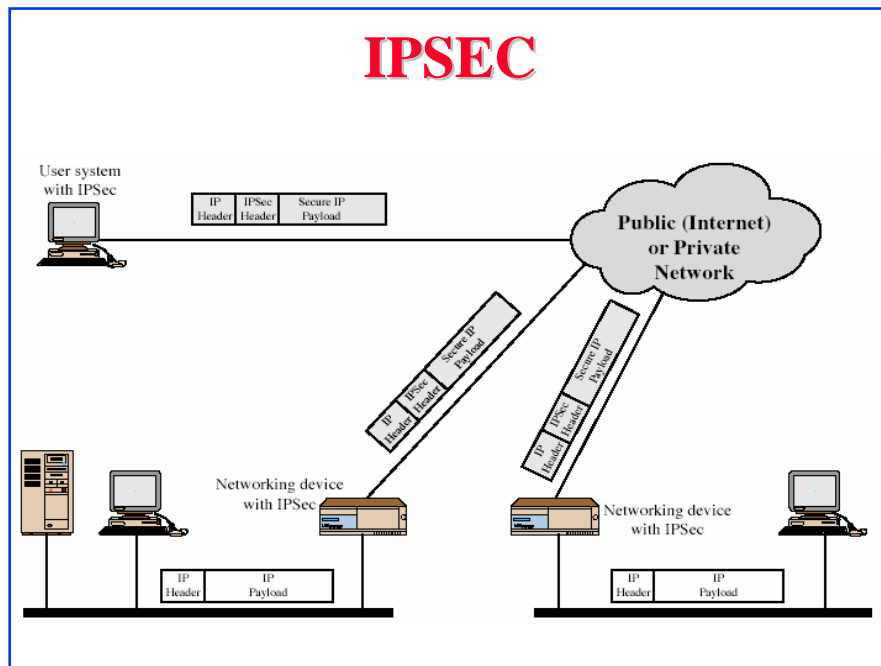 IPSEC
User system
with IPSec
IP
Header
IPSec
Header
Secure IP
Payload
Public (Internet)
or Private
Network
IP
Header
IPSec
Header
Secure IP
Payload
IP
Header
IPSec
Header
Secure IP
Payload
Networking device
with IPSec
Networking device
with IPSec
IP
Header
IP
Payload
IP
Header
IP
Payload